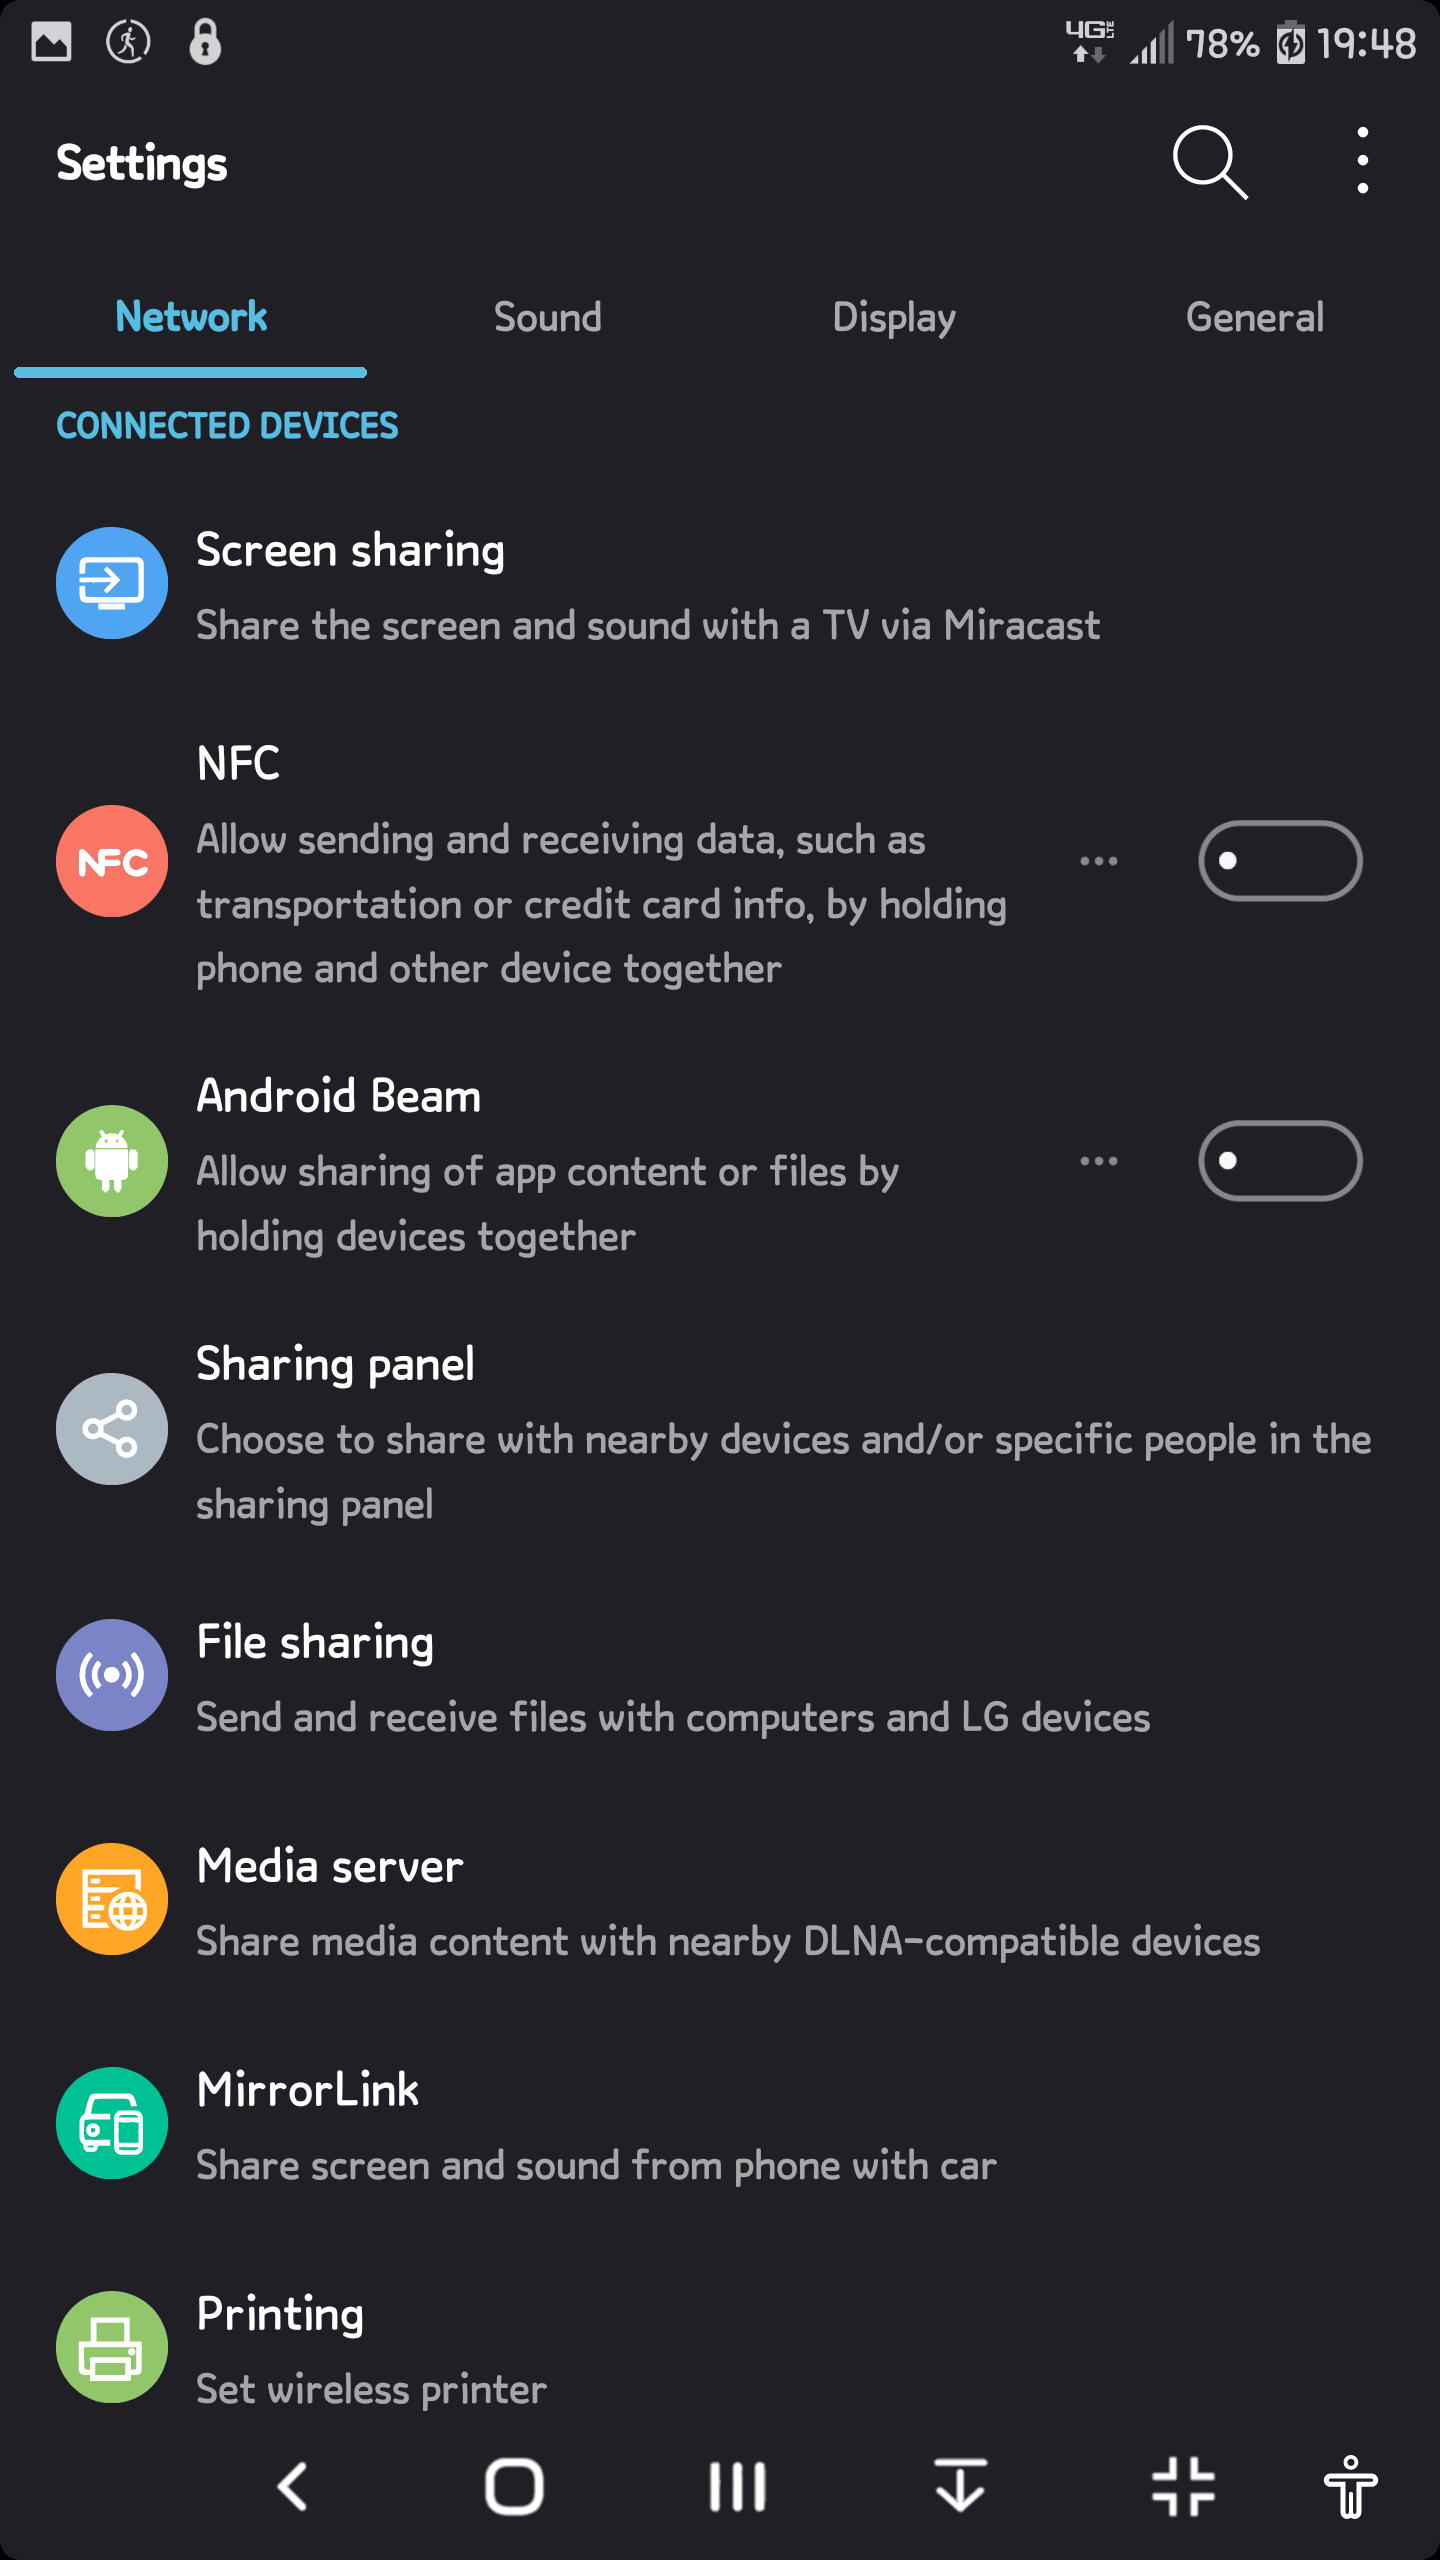 4G LTE 78% 19:48
Settings
Network Sound Display General
CONNECTED DEVICES
Screen sharing
Share the screen and sound with a TV via Miracast
NFC
NFC
Allow sending and receiving data, such as
transportation or credit card info, by holding
phone and other device together
Android Beam
Allow sharing of app content or files by
holding devices together
Sharing panel
Choose to share with nearby devices and/or specific people in the
sharing panel
File sharing
Send and receive files with computers and LG devices
Media server
Share media content with nearby DLNA-compatible devices
MirrorLink
Share screen and sound from phone with car
Printing
Set wireless printer